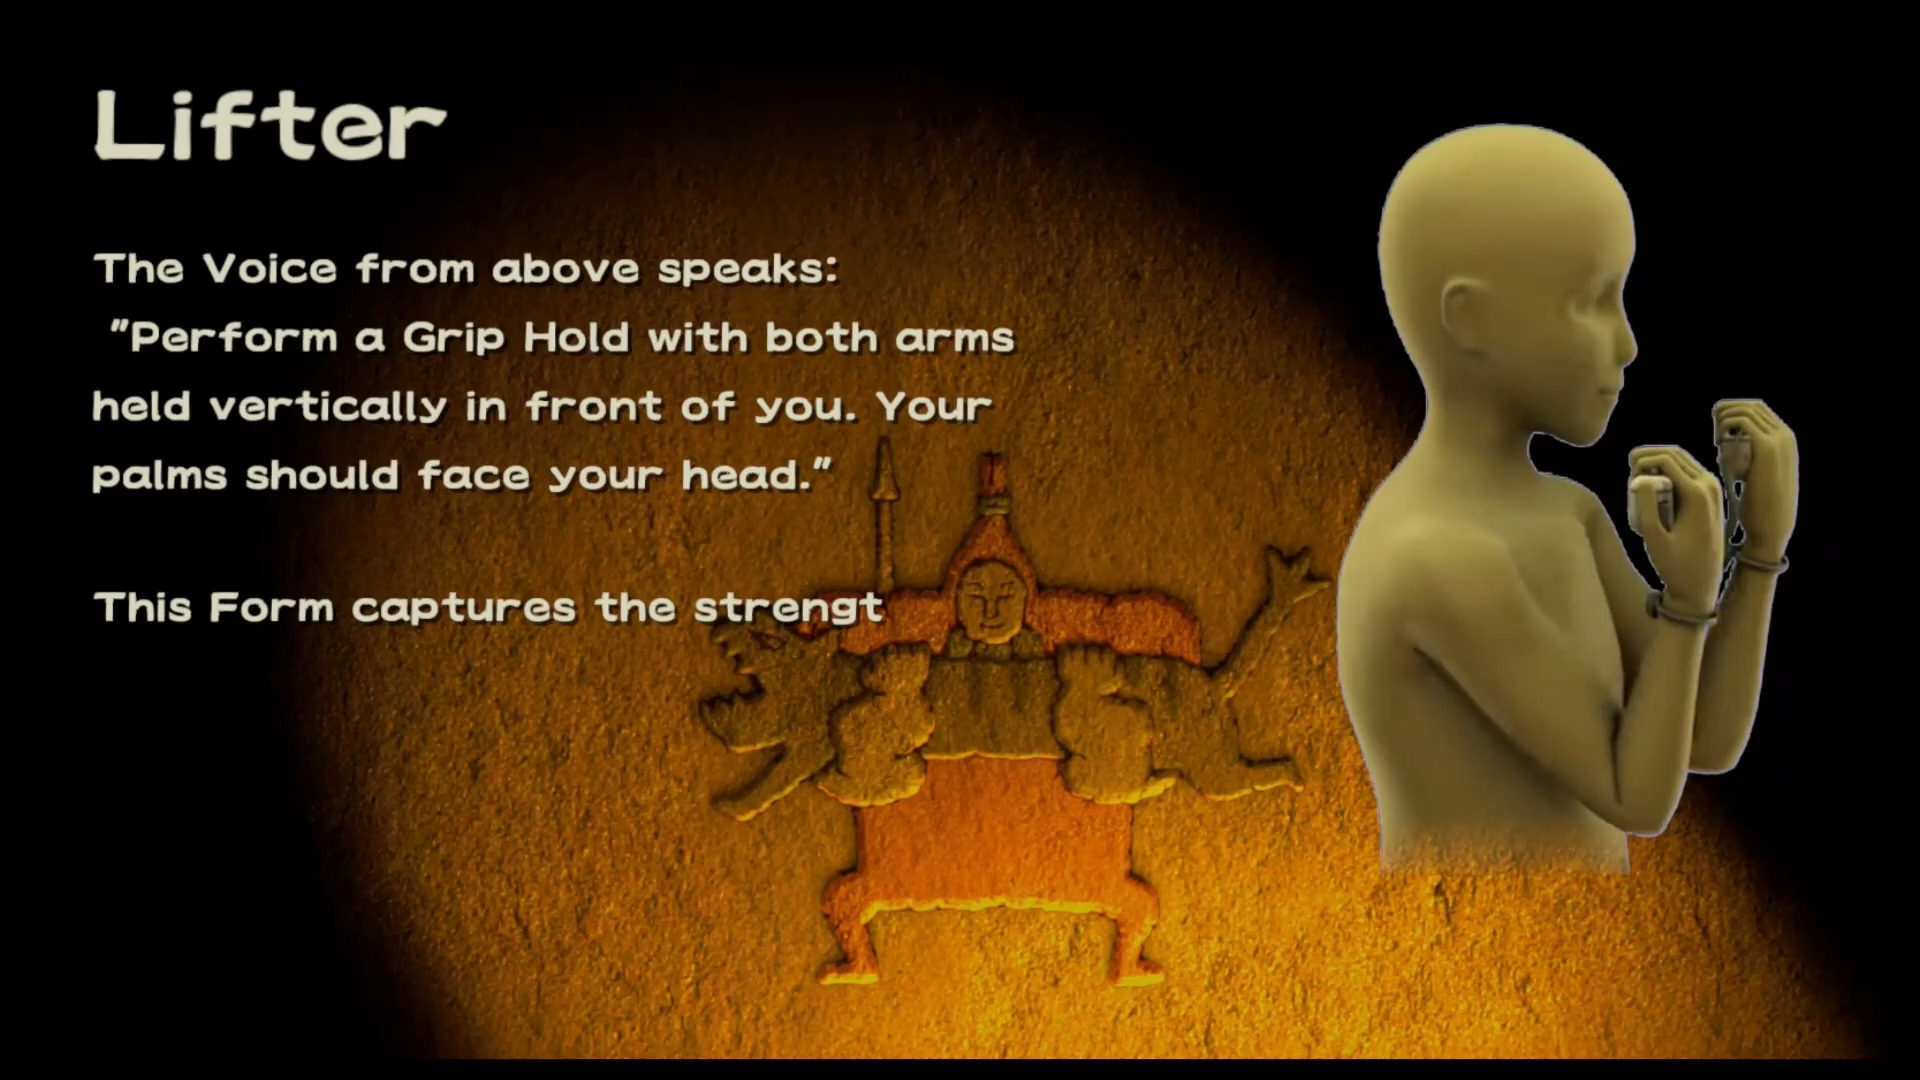 Lifter
The Voice from above speaks:
"Perform a Grip Hold with both arms
held vertically in front of you. Your
palms should face your head."
This Form captures the strengt